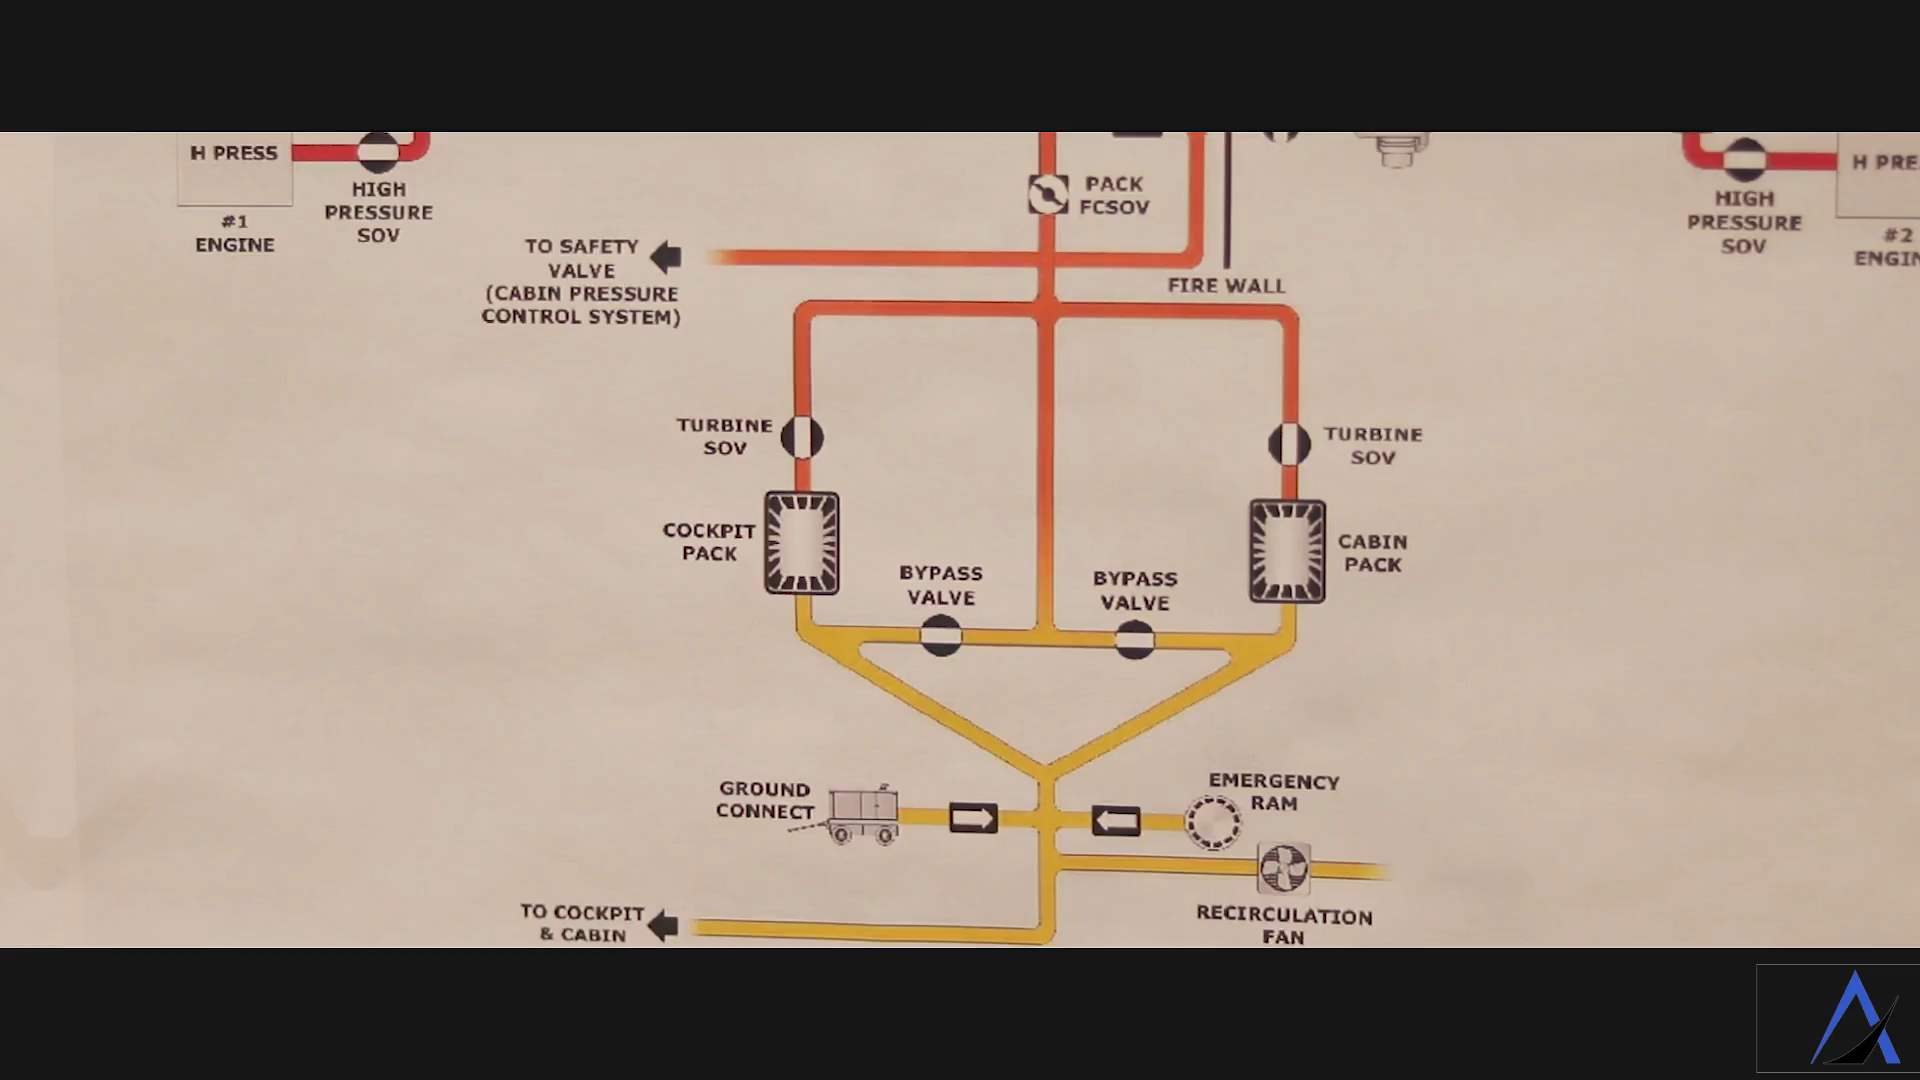 H PRESS
HIGH
PRESSURE
SOV
#1
ENGINE
PACK
FCSOV
H PRE
HIGH
PRESSURE
SOV
#2
ENGIN
TO SAFETY
VALVE
(CABIN PRESSURE
CONTROL SYSTEM)
FIRE WALL
TURBINE
SOV
TURBINE
SOV
COCKPIT
PACK
CABIN
PACK
BYPASS
VALVE
BYPASS
VALVE
GROUND
CONNECT
EMERGENCY
RAM
RECIRCULATION
FAN
TO COCKPIT
& CABIN